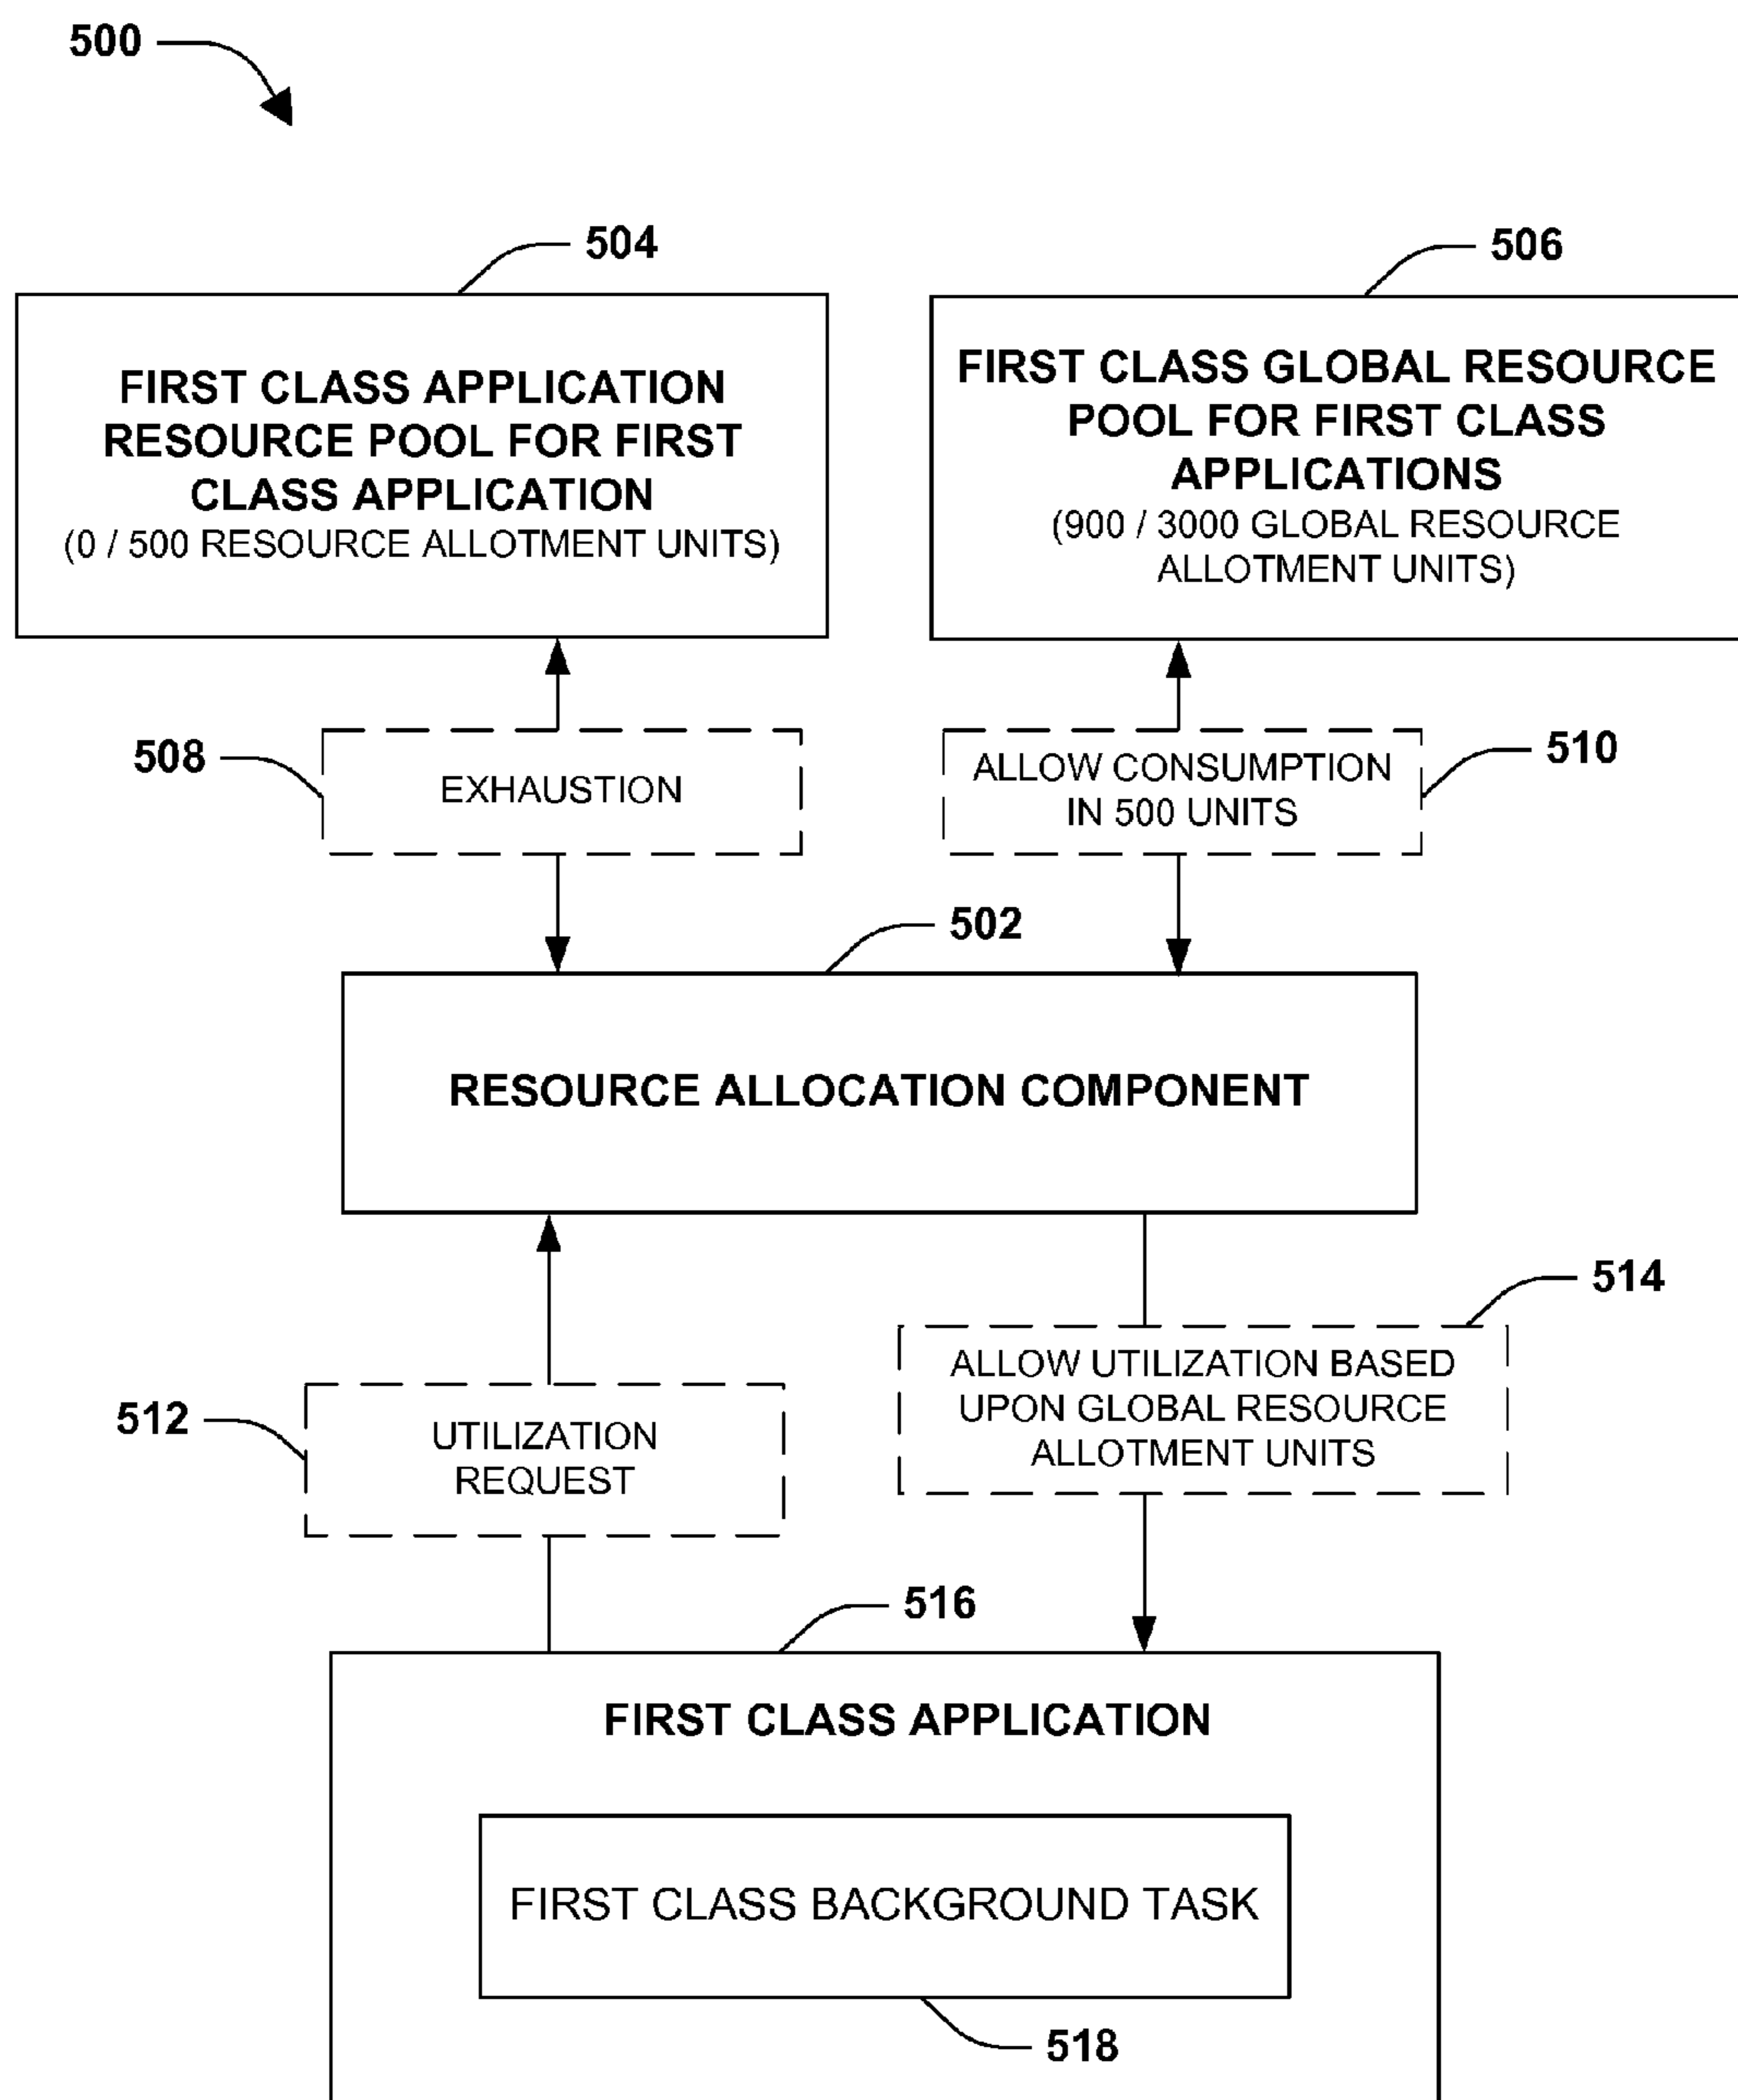 500
504
506
FIRST CLASS APPLICATION
RESOURCE POOL FOR FIRST
CLASS APPLICATION
(0 / 500 RESOURCE ALLOTMENT UNITS)
FIRST CLASS GLOBAL RESOURCE
POOL FOR FIRST CLASS
APPLICATIONS
(900 / 3000 GLOBAL RESOURCE
ALLOTMENT UNITS)
508
EXHAUSTION
ALLOW CONSUMPTION
IN 500 UNITS
510
502
RESOURCE ALLOCATION COMPONENT
514
512
UTILIZATION
REQUEST
ALLOW UTILIZATION BASED
UPON GLOBAL RESOURCE
ALLOTMENT UNITS
516
FIRST CLASS APPLICATION
FIRST CLASS BACKGROUND TASK
518